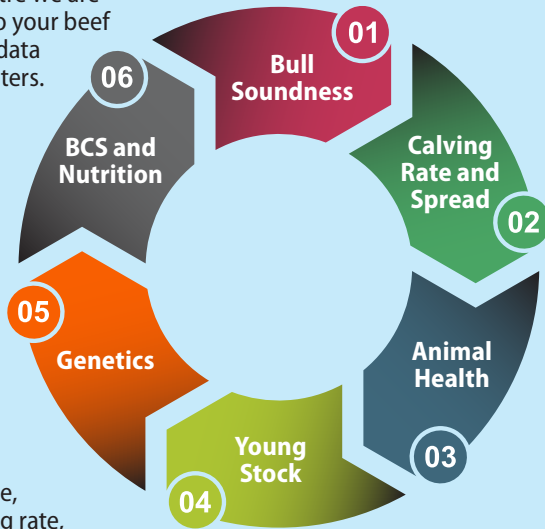 tre we are
o your beef
data
ters.
01
Bull
Soundness
Calving
Rate and
Spread
02
Animal
Health
03
Young
Stock
04
05
Genetics
06
BCS and
Nutrition
e,
g rate,